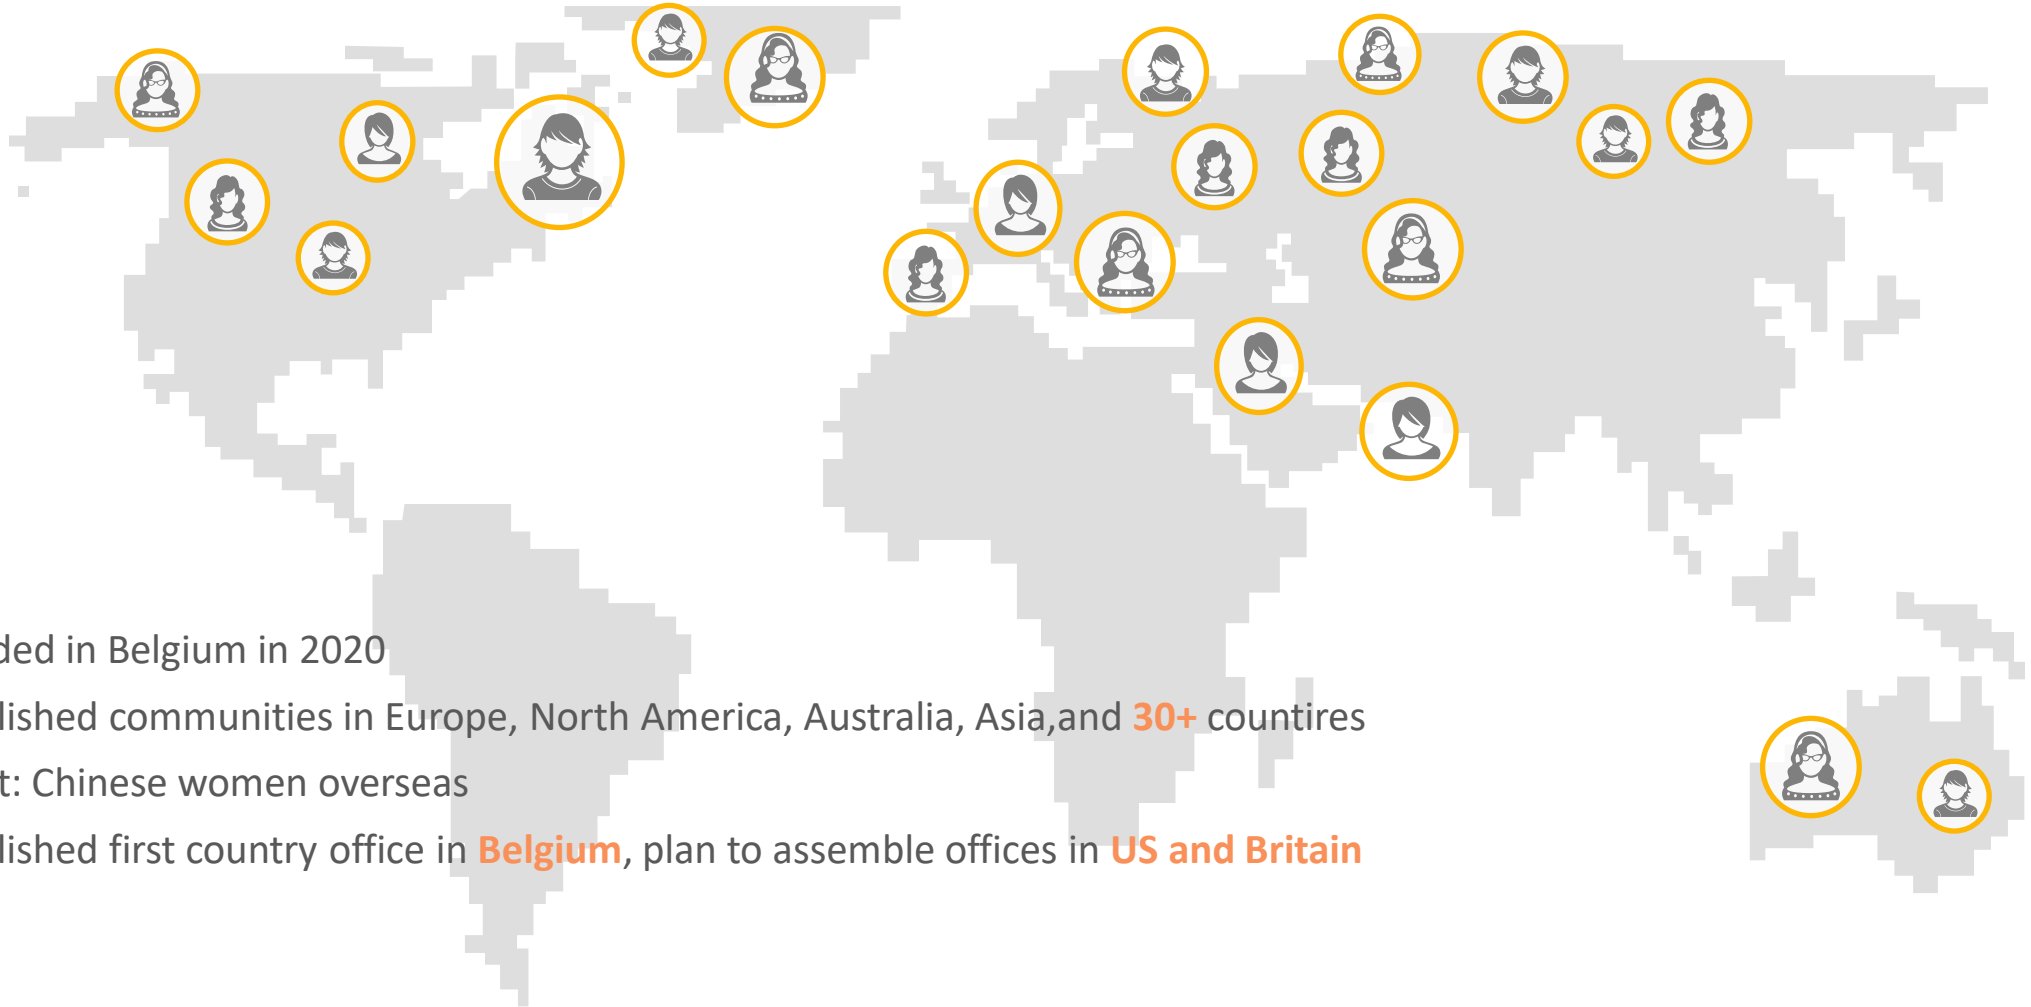 ded in Belgium in 2020
lished communities in Europe, North America, Australia, Asia,and 30+ countires
t: Chinese women overseas
lished first country office in Belgium, plan to assemble offices in US and Britain